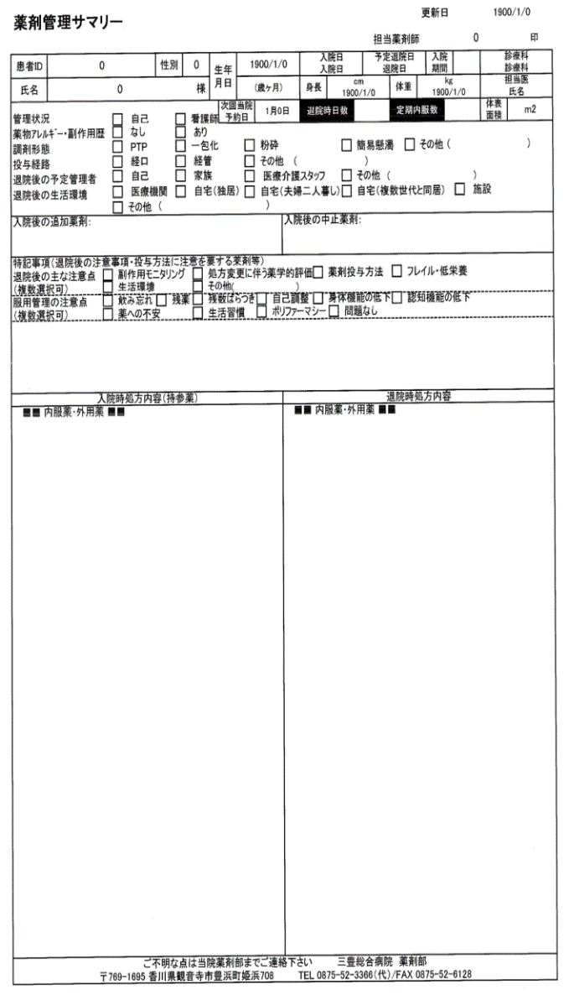 更新日 1900/1/0
薬剤管理サマリー
担当薬剤師 0 印
患者ID 0 性別 0 生年月日 1900/1/0 入院日 入院日 予定退院日 退院日 入院期間 診療科 診療科
氏名 0 様 (歳ヶ月) 身長 cm 1900/1/0 体重 kg 1900/1/0 担当医 氏名
次回当院予約日 1月0日 退院時日数 定期内服数 体表面積 m2
管理状況 □ 自己 □ 看護師
薬物アレルギー・副作用歴 □ なし □ あり
調剤形態 □ PTP □ 一包化 □ 粉砕 □ 簡易懸濁 □ その他 ( )
投与経路 □ 経口 □ 経管 □ その他 ( )
退院後の予定管理者 □ 自己 □ 家族 □ 医療介護スタッフ □ その他 ( )
退院後の生活環境 □ 医療機関 □ 自宅(独居) □ 自宅(夫婦二人暮し) □ 自宅(複数世代と同居) □ 施設
□ その他 ( )
入院後の追加薬剤: 入院後の中止薬剤:
特記事項(退院後の注意事項・投与方法に注意を要する薬剤等)
退院後の主な注意点 □ 副作用モニタリング □ 処方変更に伴う薬学的評価 □ 薬剤投与方法 □ フレイル・低栄養
(複数選択可) □ 生活環境 □ その他( )
服用管理の注意点 □ 飲み忘れ □ 残薬 □ 残数ばらつき □ 自己調整 □ 身体機能の低下 □ 認知機能の低下
(複数選択可) □ 薬への不安 □ 生活習慣 □ ポリファーマシー □ 問題なし
入院時処方内容(持参薬) 退院時処方内容
■■ 内服薬・外用薬 ■■ ■■ 内服薬・外用薬 ■■
ご不明な点は当院薬剤部までご連絡下さい 三豊総合病院 薬剤部
〒769-1695 香川県観音寺市豊浜町姫浜708 TEL 0875-52-3366(代)/FAX 0875-52-6128